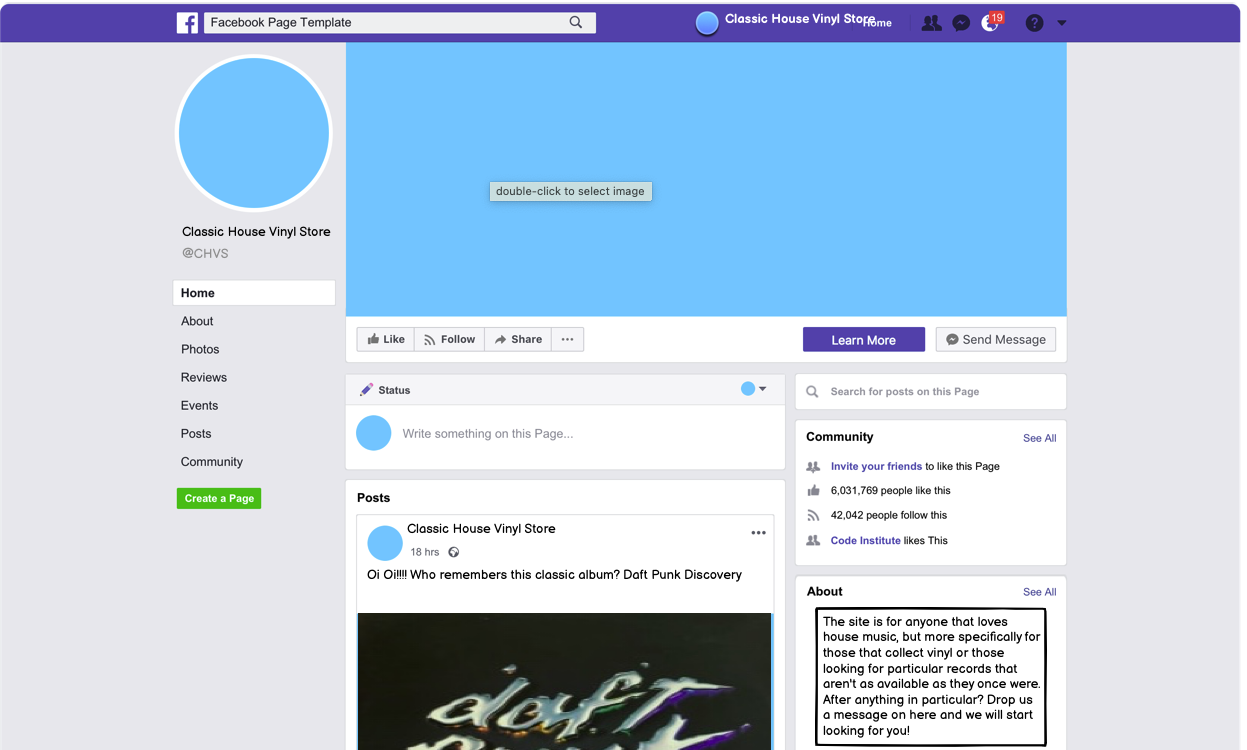 Facebook Page Template
Classic House Vinyl Store
Home
19
Classic House Vinyl Store
@CHVS
Home
About
Photos
Reviews
Events
Posts
Community
Create a Page
double-click to select image
Like
Follow
Share
Learn More
Send Message
Status
Write something on this Page...
Posts
Classic House Vinyl Store
18 hrs
Oi Oi!!!! Who remembers this classic album? Daft Punk Discovery
daft
punk
Search for posts on this Page
Community
See All
Invite your friends to like this Page
6,031,769 people like this
42,042 people follow this
Code Institute likes This
About
See All
The site is for anyone that loves
house music, but more specifically for
those that collect vinyl or those
looking for particular records that
aren't as available as they once were.
After anything in particular? Drop us
a message on here and we will start
looking for you!